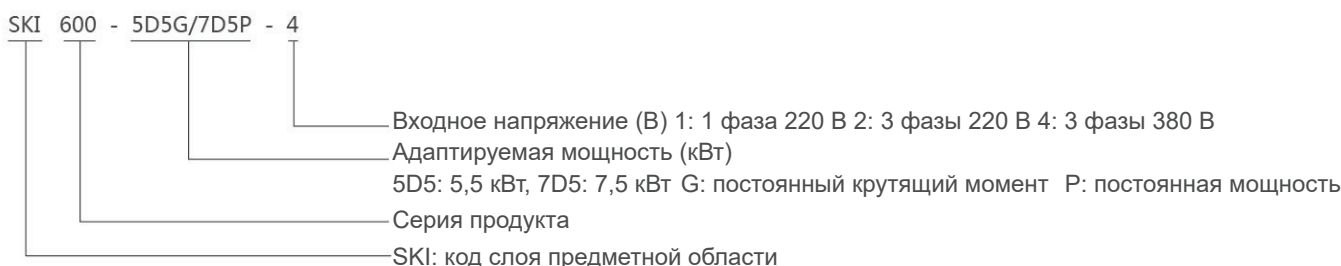 SKI 600 - 5D5G/7D5P - 4
Входное напряжение (В) 1: 1 фаза 220 В 2: 3 фазы 220 В 4: 3 фазы 380 В
Адаптируемая мощность (кВт)
5D5: 5,5 кВт, 7D5: 7,5 кВт G: постоянный крутящий момент P: постоянная мощность
Серия продукта
SKI: код слоя предметной области